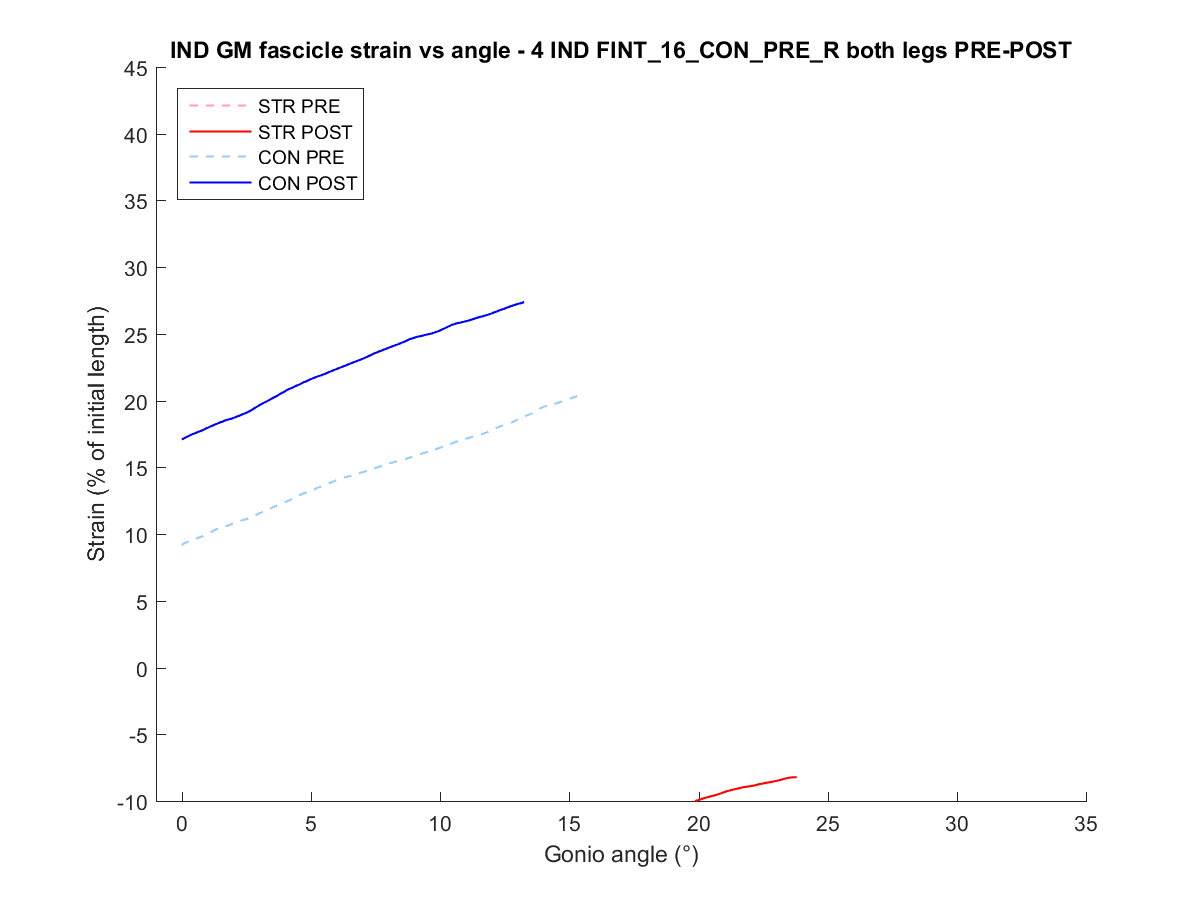 IND GM fascicle strain vs angle - 4 IND FINT_16_CON_PRE_R both legs PRE-POST
45
40
35
30
25
20
15
10
5
0
-5
-10
Strain (% of initial length)
STR PRE
STR POST
CON PRE
CON POST
0 5 10 15 20 25 30 35
Gonio angle (°)